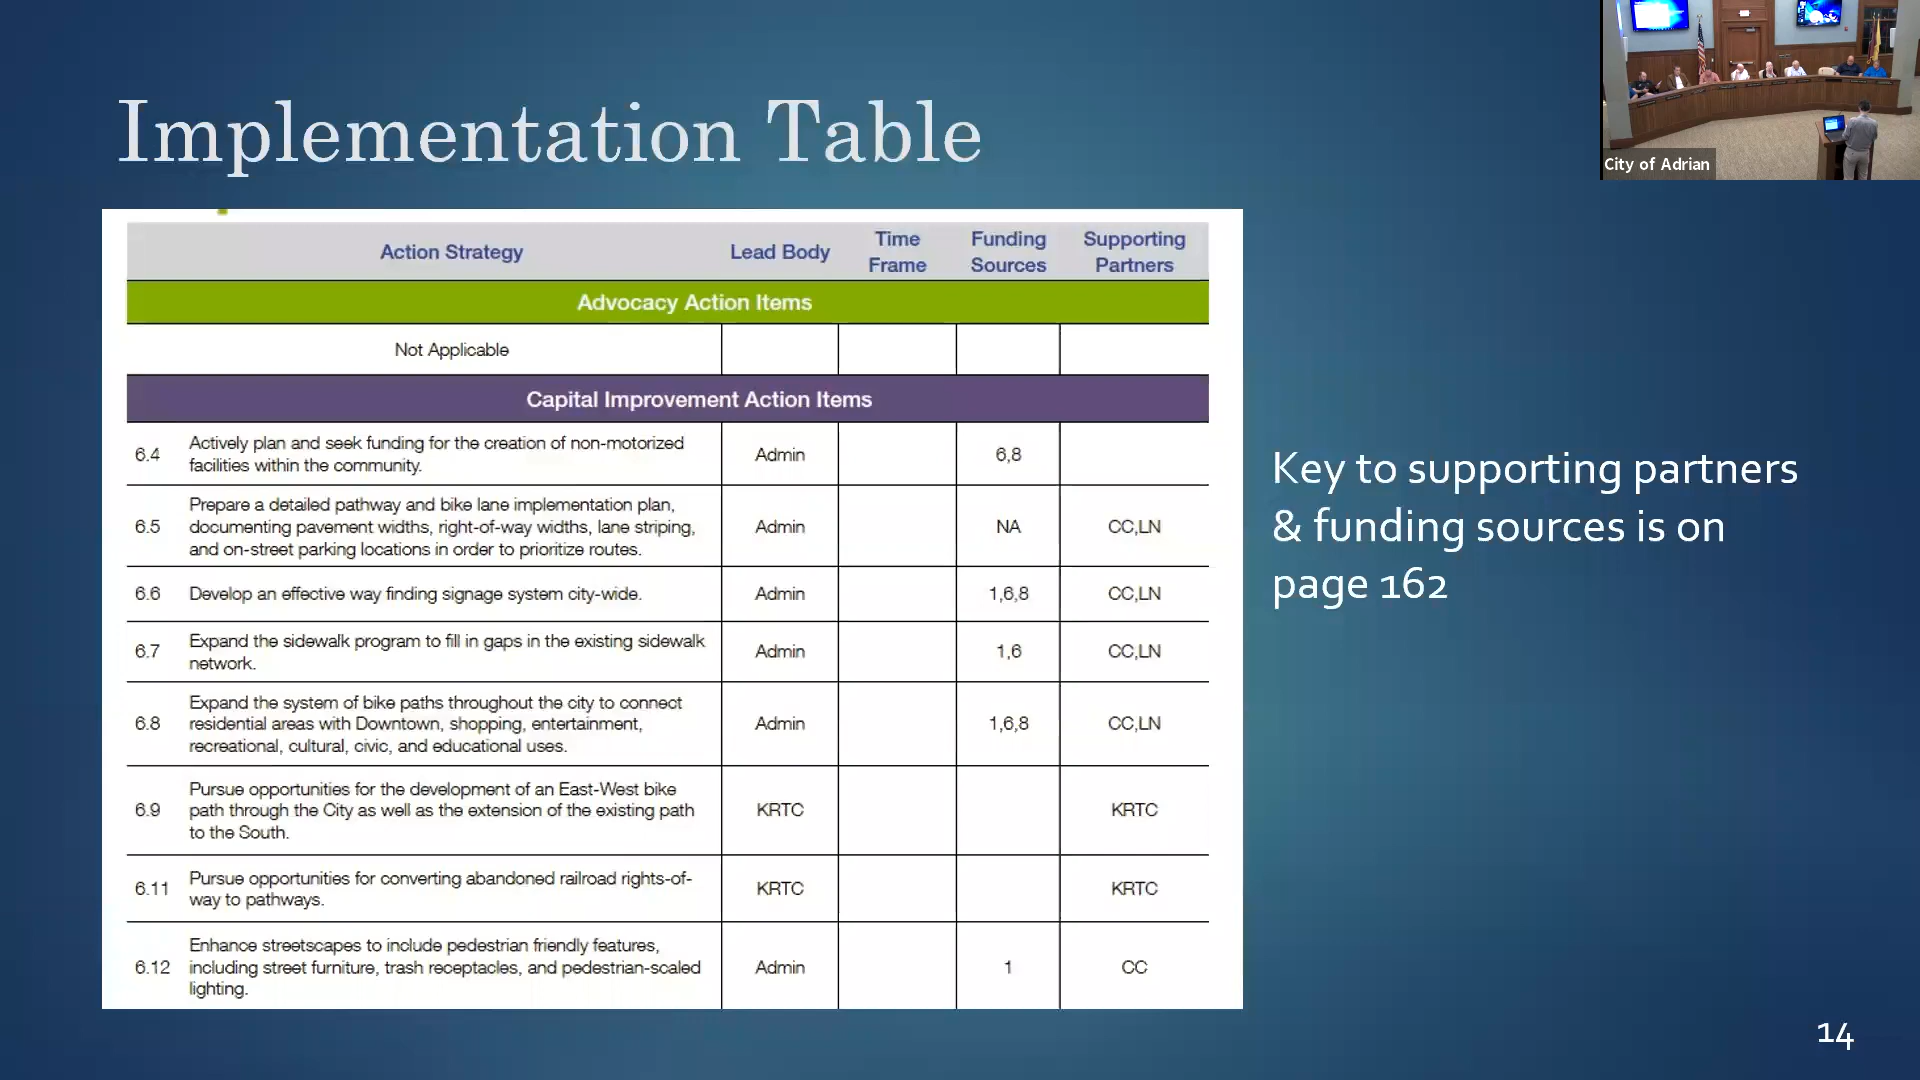 Implementation Table
City of Adrian
Action Strategy
Lead Body
Time
Frame
Funding
Sources
Supporting
Partners
Advocacy Action Items
Not Applicable
Capital Improvement Action Items
6.4
Actively plan and seek funding for the creation of non-motorized
facilities within the community.
Admin
6,8
6.5
Prepare a detailed pathway and bike lane implementation plan,
documenting pavement widths, right-of-way widths, lane striping,
and on-street parking locations in order to prioritize routes.
Admin
NA
CC,LN
6.6
Develop an effective way finding signage system city-wide.
Admin
1,6,8
CC,LN
6.7
Expand the sidewalk program to fill in gaps in the existing sidewalk
network.
Admin
1,6
CC,LN
6.8
Expand the system of bike paths throughout the city to connect
residential areas with Downtown, shopping, entertainment,
recreational, cultural, civic, and educational uses.
Admin
1,6,8
CC,LN
6.9
Pursue opportunities for the development of an East-West bike
path through the City as well as the extension of the existing path
to the South.
KRTC
KRTC
6.11
Pursue opportunities for converting abandoned railroad rights-of-
way to pathways.
KRTC
KRTC
6.12
Enhance streetscapes to include pedestrian friendly features,
including street furniture, trash receptacles, and pedestrian-scaled
lighting.
Admin
1
CC
Key to supporting partners
& funding sources is on
page 162
14